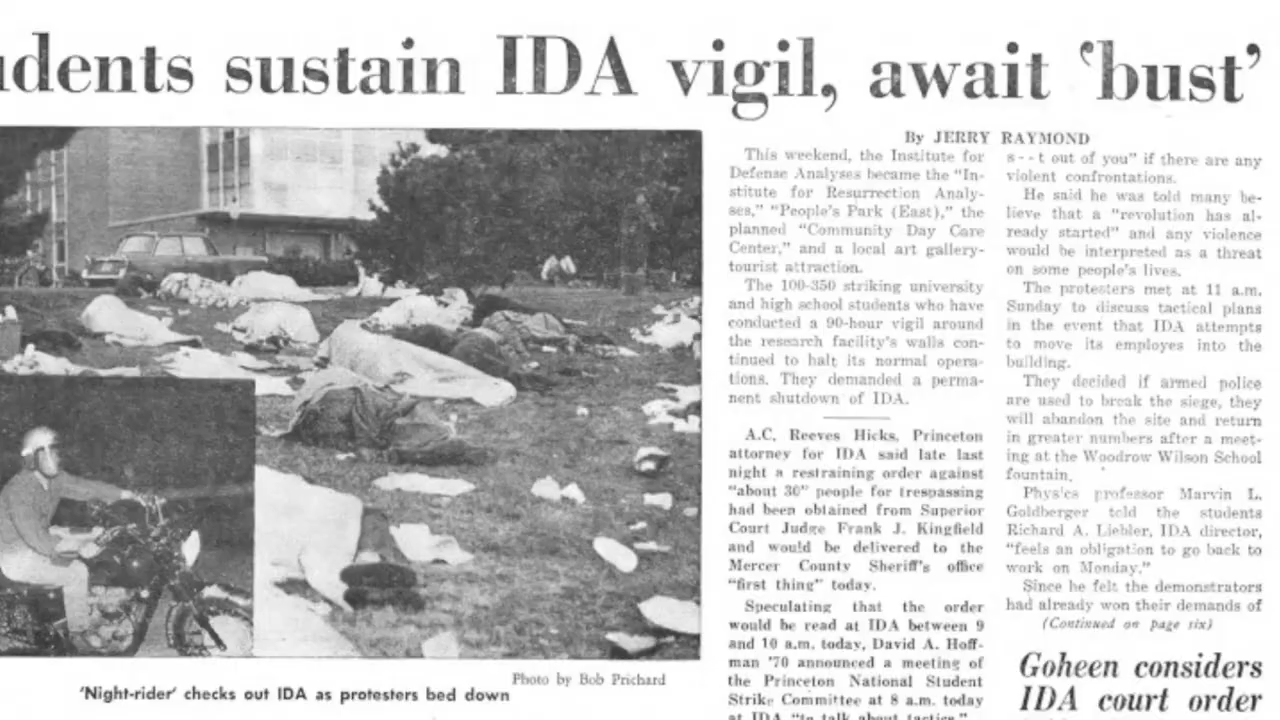 udents sustain IDA vigil, await 'bust'
Photo by Bob Prichard
'Night-rider' checks out IDA as protesters bed down
By JERRY RAYMOND
This weekend, the Institute for
Defense Analyses became the "In-
stitute for Resurrection Analy-
ses," "People's Park (East)," the
planned "Community Day Care
Center," and a local art gallery-
tourist attraction.
The 100-350 striking university
and high school students who have
conducted a 90-hour vigil around
the research facility's walls con-
tinued to halt its normal opera-
tions. They demanded a perma-
nent shutdown of IDA.
A.C. Reeves Hicks, Princeton
attorney for IDA said late last
night a restraining order against
"about 30" people for trespassing
had been obtained from Superior
Court Judge Frank J. Kingfield
and would be delivered to the
Mercer County Sheriff's office
"first thing" today.
Speculating that the order
would be read at IDA between 9
and 10 a.m. today, David A. Hoff-
man '70 announced a meeting of
the Princeton National Student
Strike Committee at 8 a.m. today
at IDA "to talk about tactics."
s--t out of you" if there are any
violent confrontations.
He said he was told many be-
lieve that a "revolution has al-
ready started" and any violence
would be interpreted as a threat
on some people's lives.
The protesters met at 11 a.m.
Sunday to discuss tactical plans
in the event that IDA attempts
to move its employes into the
building.
They decided if armed police
are used to break the siege, they
will abandon the site and return
in greater numbers after a meet-
ing at the Woodrow Wilson School
fountain.
Physics professor Marvin L.
Goldberger told the students
Richard A. Liebler, IDA director,
"feels an obligation to go back to
work on Monday."
Since he felt the demonstrators
had already won their demands of
(Continued on page six)
Goheen considers
IDA court order